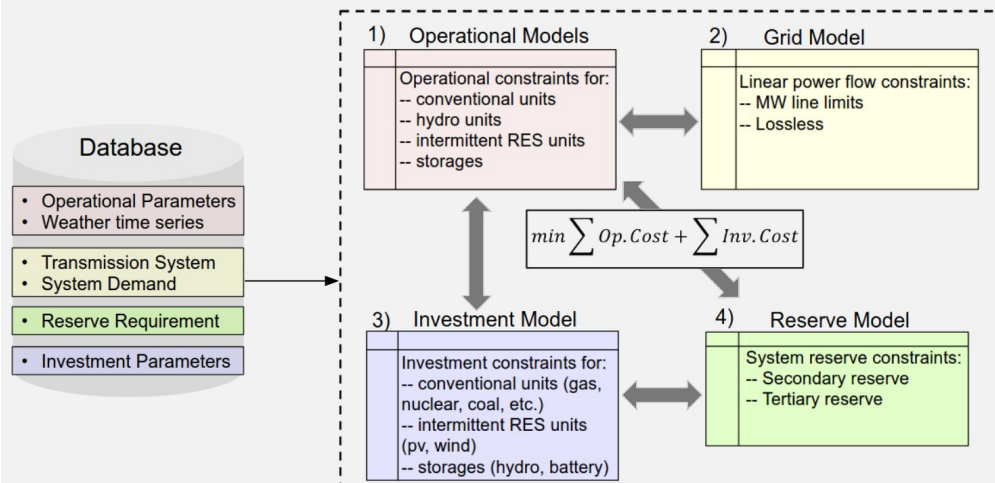 Database
• Operational Parameters
• Weather time series
• Transmission System
• System Demand
• Reserve Requirement
• Investment Parameters
1) Operational Models
Operational constraints for:
-- conventional units
-- hydro units
-- intermittent RES units
-- storages
2) Grid Model
Linear power flow constraints:
-- MW line limits
-- Lossless
min ∑ Op.Cost + ∑ Inv.Cost
3) Investment Model
Investment constraints for:
-- conventional units (gas,
nuclear, coal, etc.)
-- intermittent RES units
(pv, wind)
-- storages (hydro, battery)
4) Reserve Model
System reserve constraints:
-- Secondary reserve
-- Tertiary reserve